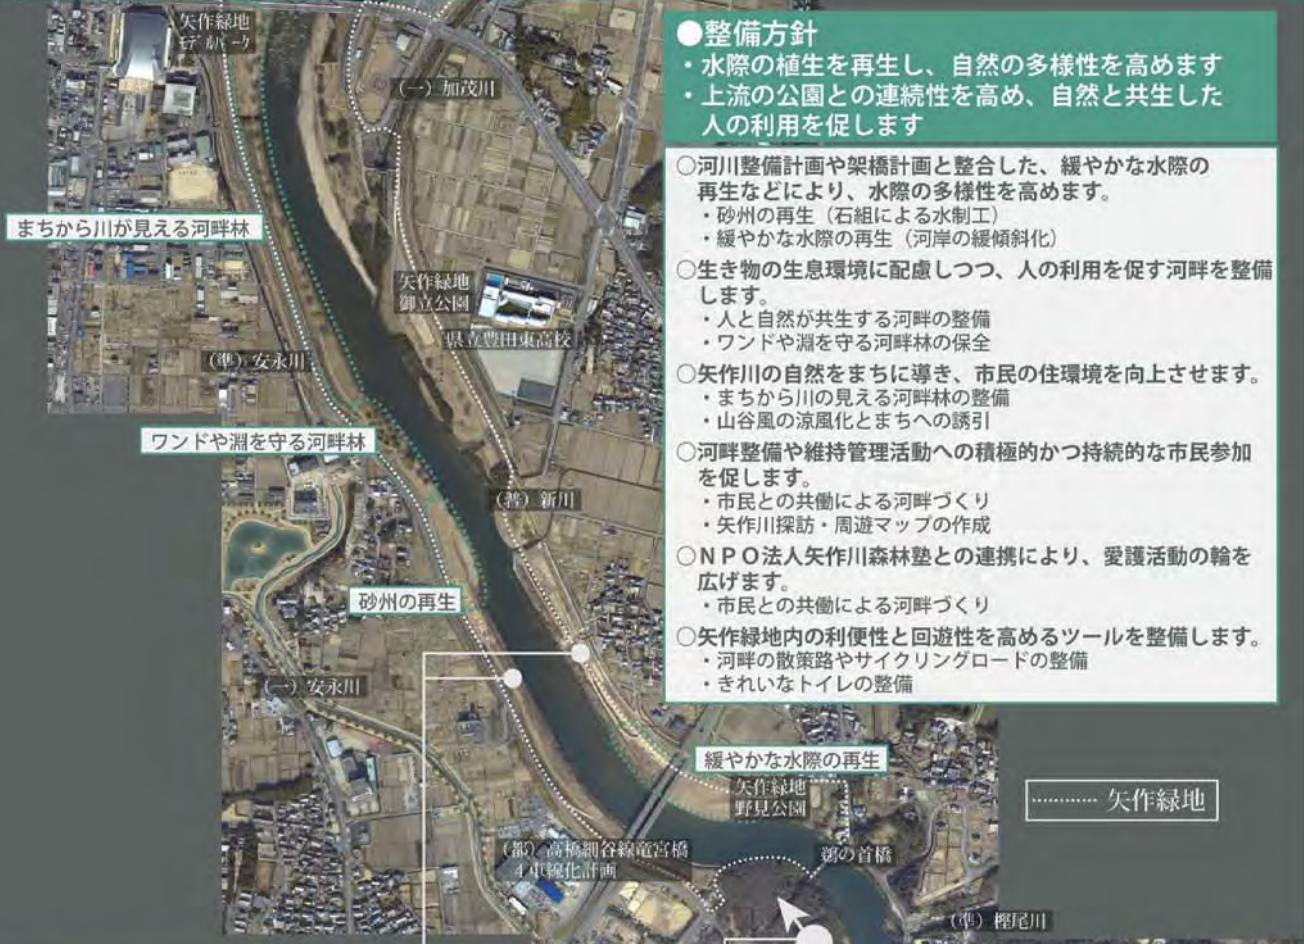 ●整備方針
・水際の植生を再生し、自然の多様性を高めます
・上流の公園との連続性を高め、自然と共生した
人の利用を促します
○河川整備計画や架橋計画と整合した、緩やかな水際の
再生などにより、水際の多様性を高めます。
・砂州の再生（石組による水制工）
・緩やかな水際の再生（河岸の緩傾斜化）
○生き物の生息環境に配慮しつつ、人の利用を促す河畔を整備
します。
・人と自然が共生する河畔の整備
・ワンドや淵を守る河畔林の保全
○矢作川の自然をまちに導き、市民の住環境を向上させます。
・まちから川の見える河畔林の整備
・山谷風の涼風化とまちへの誘引
○河畔整備や維持管理活動への積極的かつ持続的な市民参加
を促します。
・市民との共働による河畔づくり
・矢作川探訪・周遊マップの作成
○ＮＰＯ法人矢作川森林塾との連携により、愛護活動の輪を
広げます。
・市民との共働による河畔づくり
○矢作緑地内の利便性と回遊性を高めるツールを整備します。
・河畔の散策路やサイクリングロードの整備
・きれいなトイレの整備
矢作緑地
ﾓﾃﾞﾙﾊﾟｰｸ
（一）加茂川
まちから川が見える河畔林
矢作緑地
御立公園
県立豊田東高校
（準）安永川
ワンドや淵を守る河畔林
（普）新川
砂州の再生
（一）安永川
緩やかな水際の再生
矢作緑地
野見公園
矢作緑地
（都）高橋細谷線竜宮橋
４車線化計画
鵜の首橋
（準）樫尾川